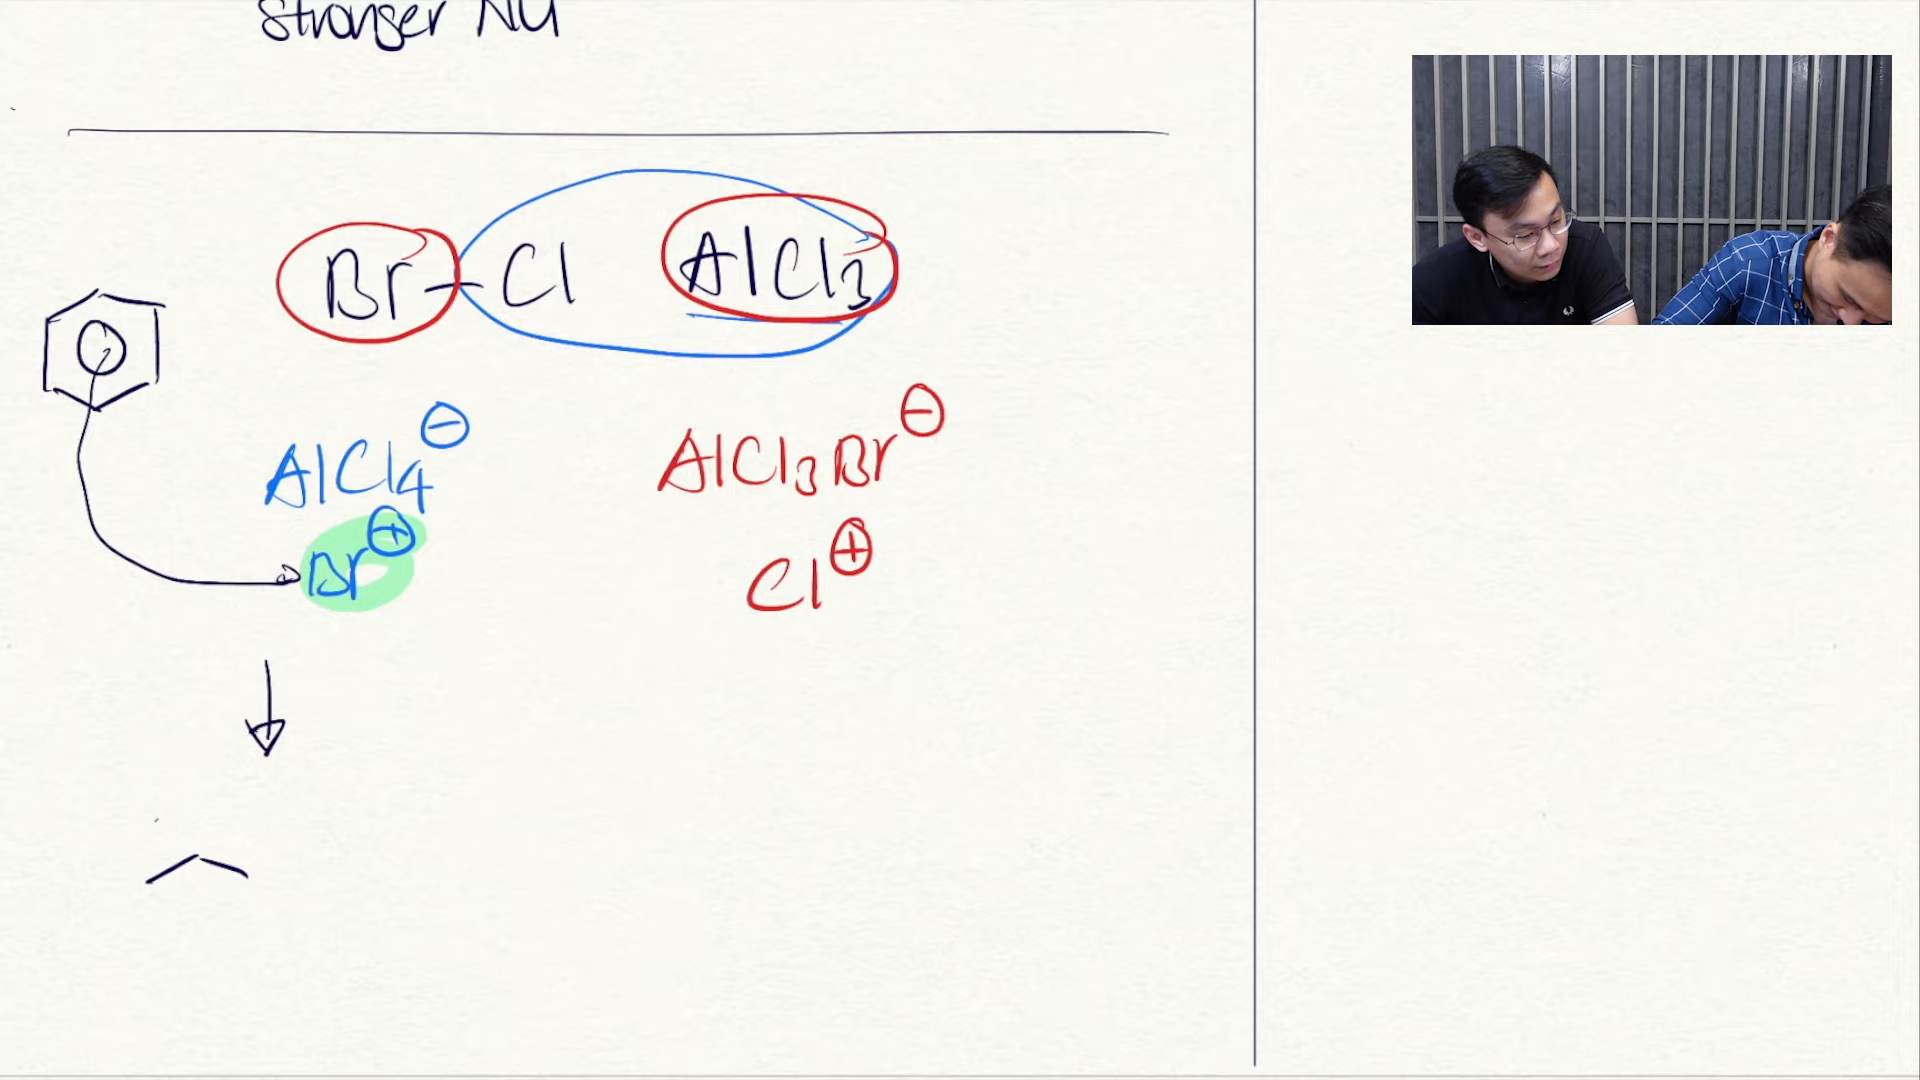 Stronger Nu
Br-Cl AlCl₃
AlCl₄⊖ AlCl₃Br⊖
Br⊕ Cl⊕